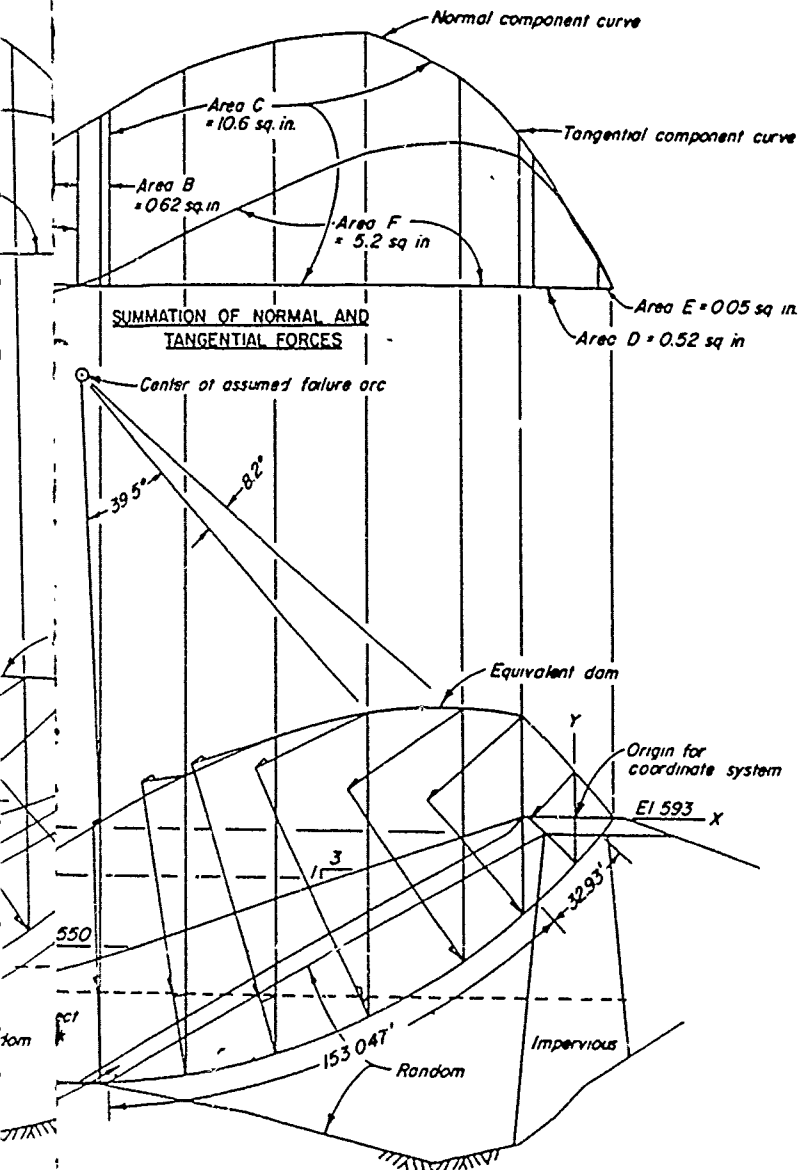 Normal component curve
Area C
= 10.6 sq. in.
Tangential component curve
Area B
= 0.62 sq. in
Area F
= 5.2 sq in
SUMMATION OF NORMAL AND
TANGENTIAL FORCES
Area E = 0.05 sq in.
Area D = 0.52 sq in
Center of assumed failure arc
39.5°
8.2°
Equivalent dam
Y
Origin for
coordinate system
El 593
X
3
1
32.93'
550
153.047'
Impervious
Random